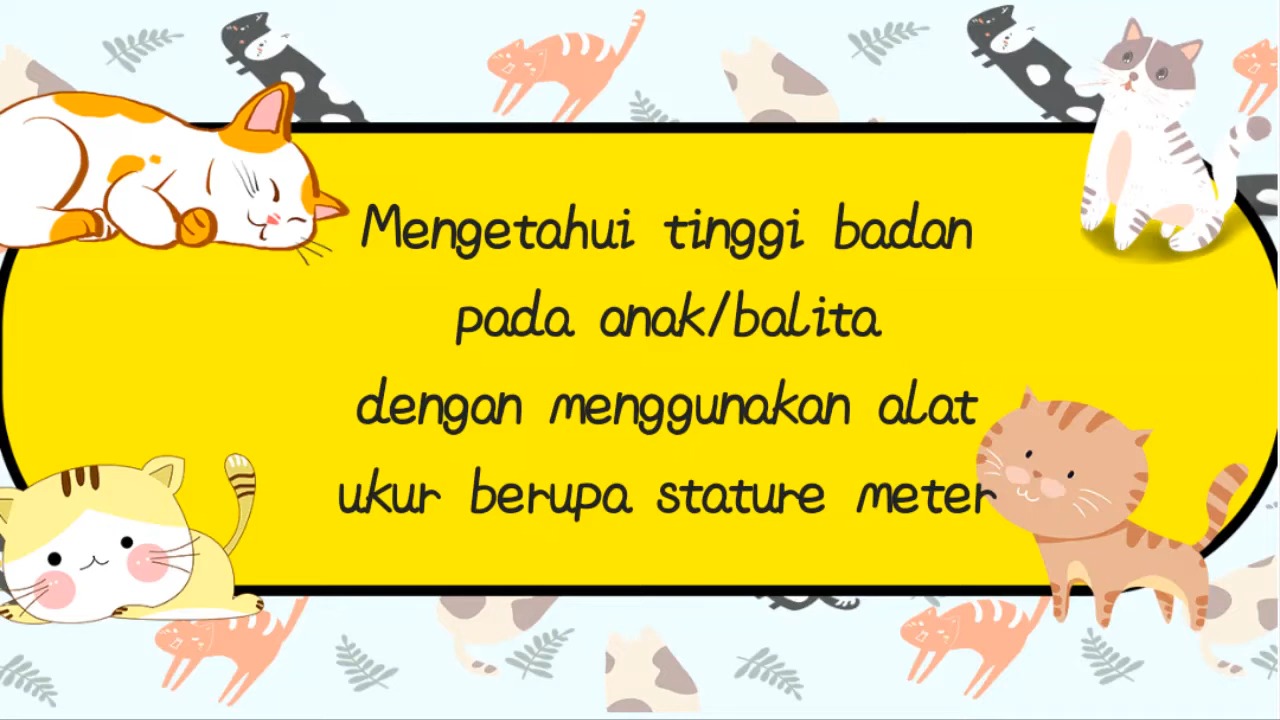 Mengetahui tinggi badan
pada anak/balita
dengan menggunakan alat
ukur berupa stature meter